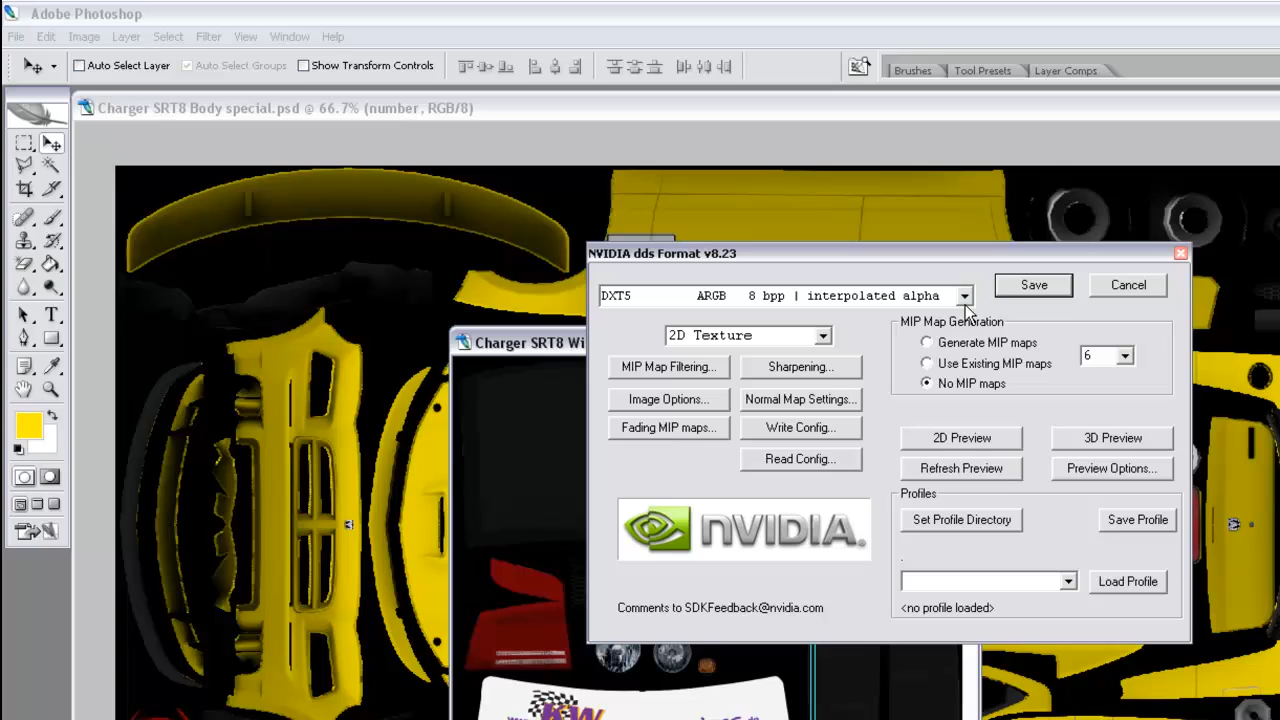 Adobe Photoshop
File Edit Image Layer Select Filter View Window Help
Auto Select Layer Auto Select Groups Show Transform Controls
Brushes Tool Presets Layer Comps
Charger SRT8 Body special.psd @ 66.7% (number, RGB/8)
NVIDIA dds Format v8.23
DXT5 ARGB 8 bpp | interpolated alpha
Save Cancel
MIP Map Generation
2D Texture
Generate MIP maps
Charger SRT8 Wi
6
Use Existing MIP maps
MIP Map Filtering... Sharpening...
No MIP maps
Image Options... Normal Map Settings...
Fading MIP maps... Write Config...
2D Preview 3D Preview
Read Config...
Refresh Preview Preview Options...
Profiles
Set Profile Directory Save Profile
nVIDIA.
Load Profile
Comments to SDKFeedback@nvidia.com
<no profile loaded>
KW